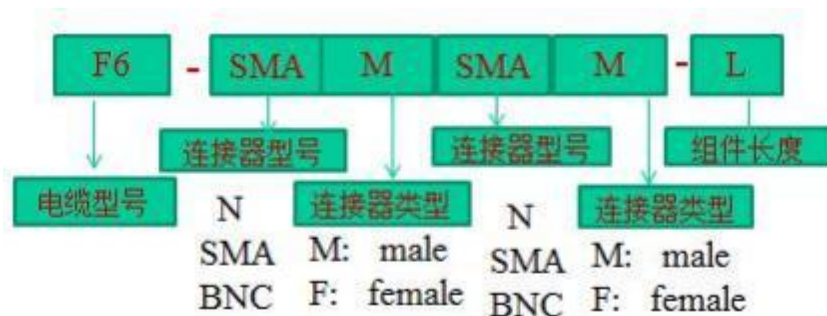 F6 - SMA M SMA M - L
连接器型号 连接器型号 组件长度
电缆型号 连接器类型 连接器类型
N N
SMA M: male SMA M: male
BNC F: female BNC F: female